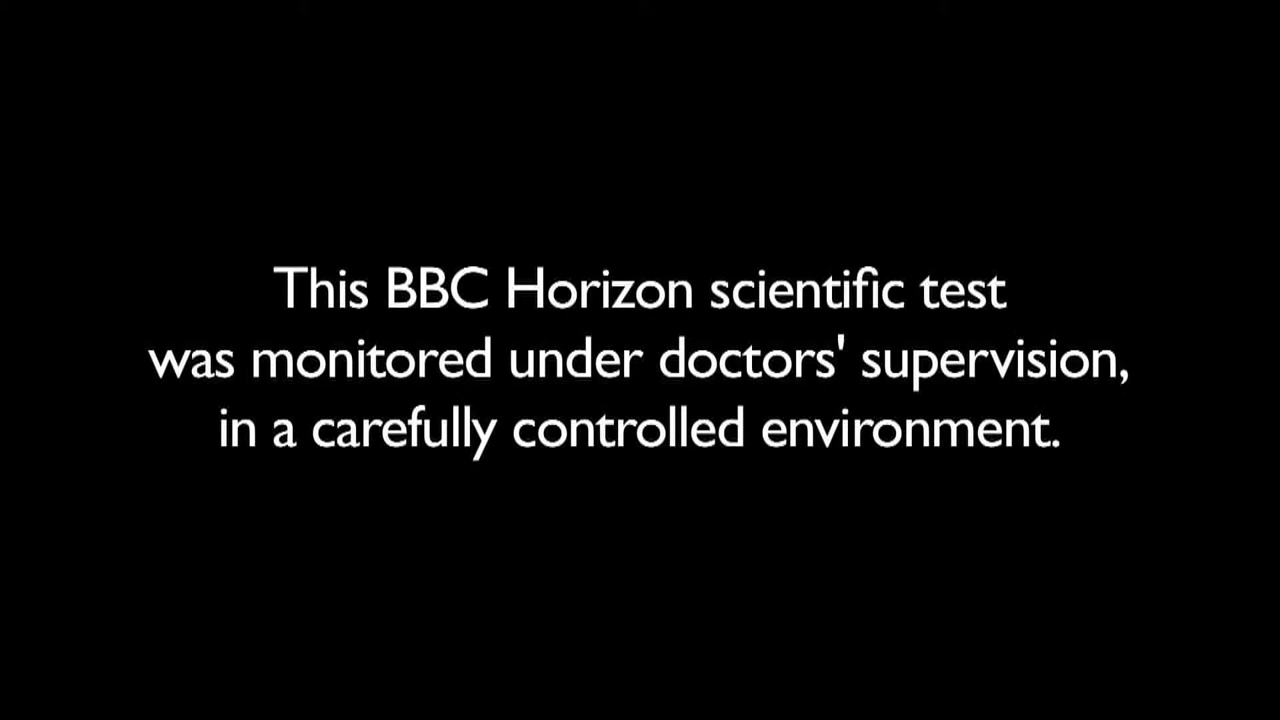 This BBC Horizon scientific test
was monitored under doctors' supervision,
in a carefully controlled environment.